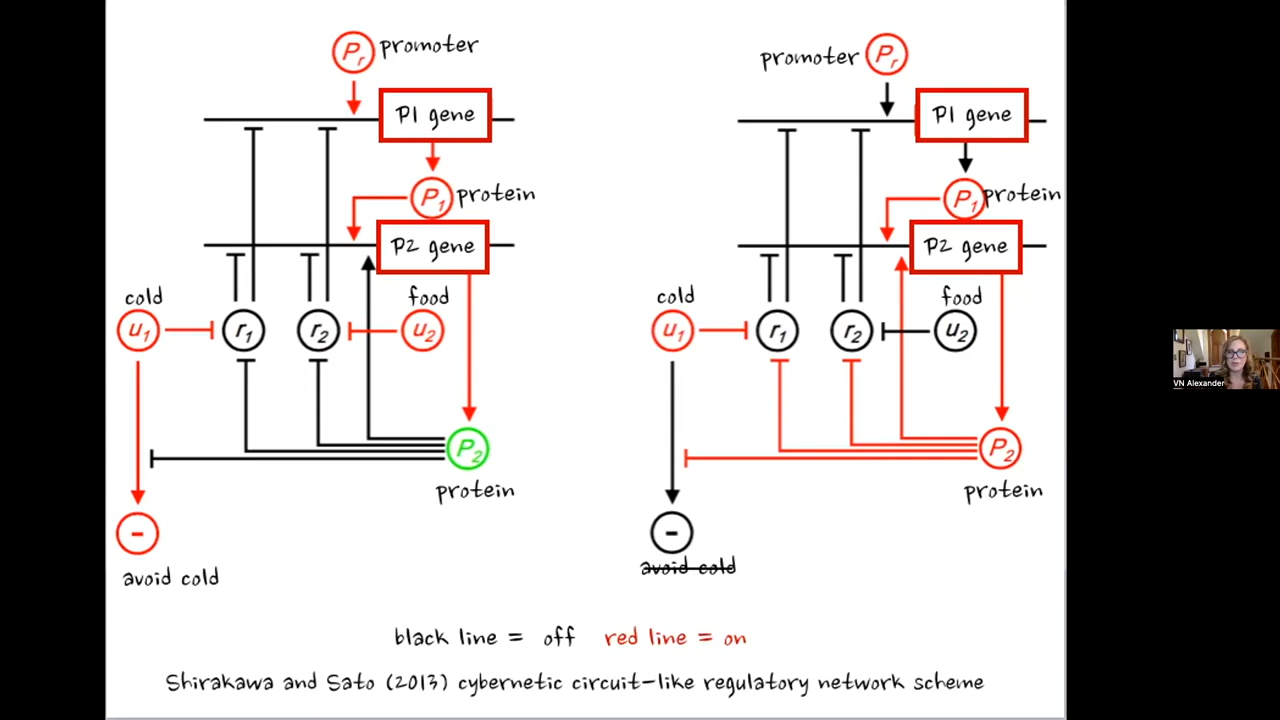 Pr promoter
P1 gene
P1 protein
P2 gene
cold
food
u1
r1
r2
u2
P2
protein
-
avoid cold
promoter Pr
P1 gene
P1 protein
P2 gene
cold
food
u1
r1
r2
u2
P2
protein
-
avoid cold
black line = off red line = on
Shirakawa and Sato (2013) cybernetic circuit-like regulatory network scheme
VN Alexander